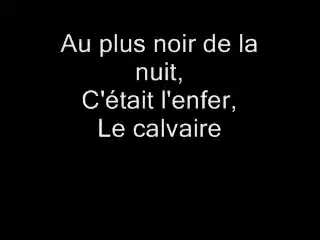 Au plus noir de la
nuit,
C'était l'enfer,
Le calvaire